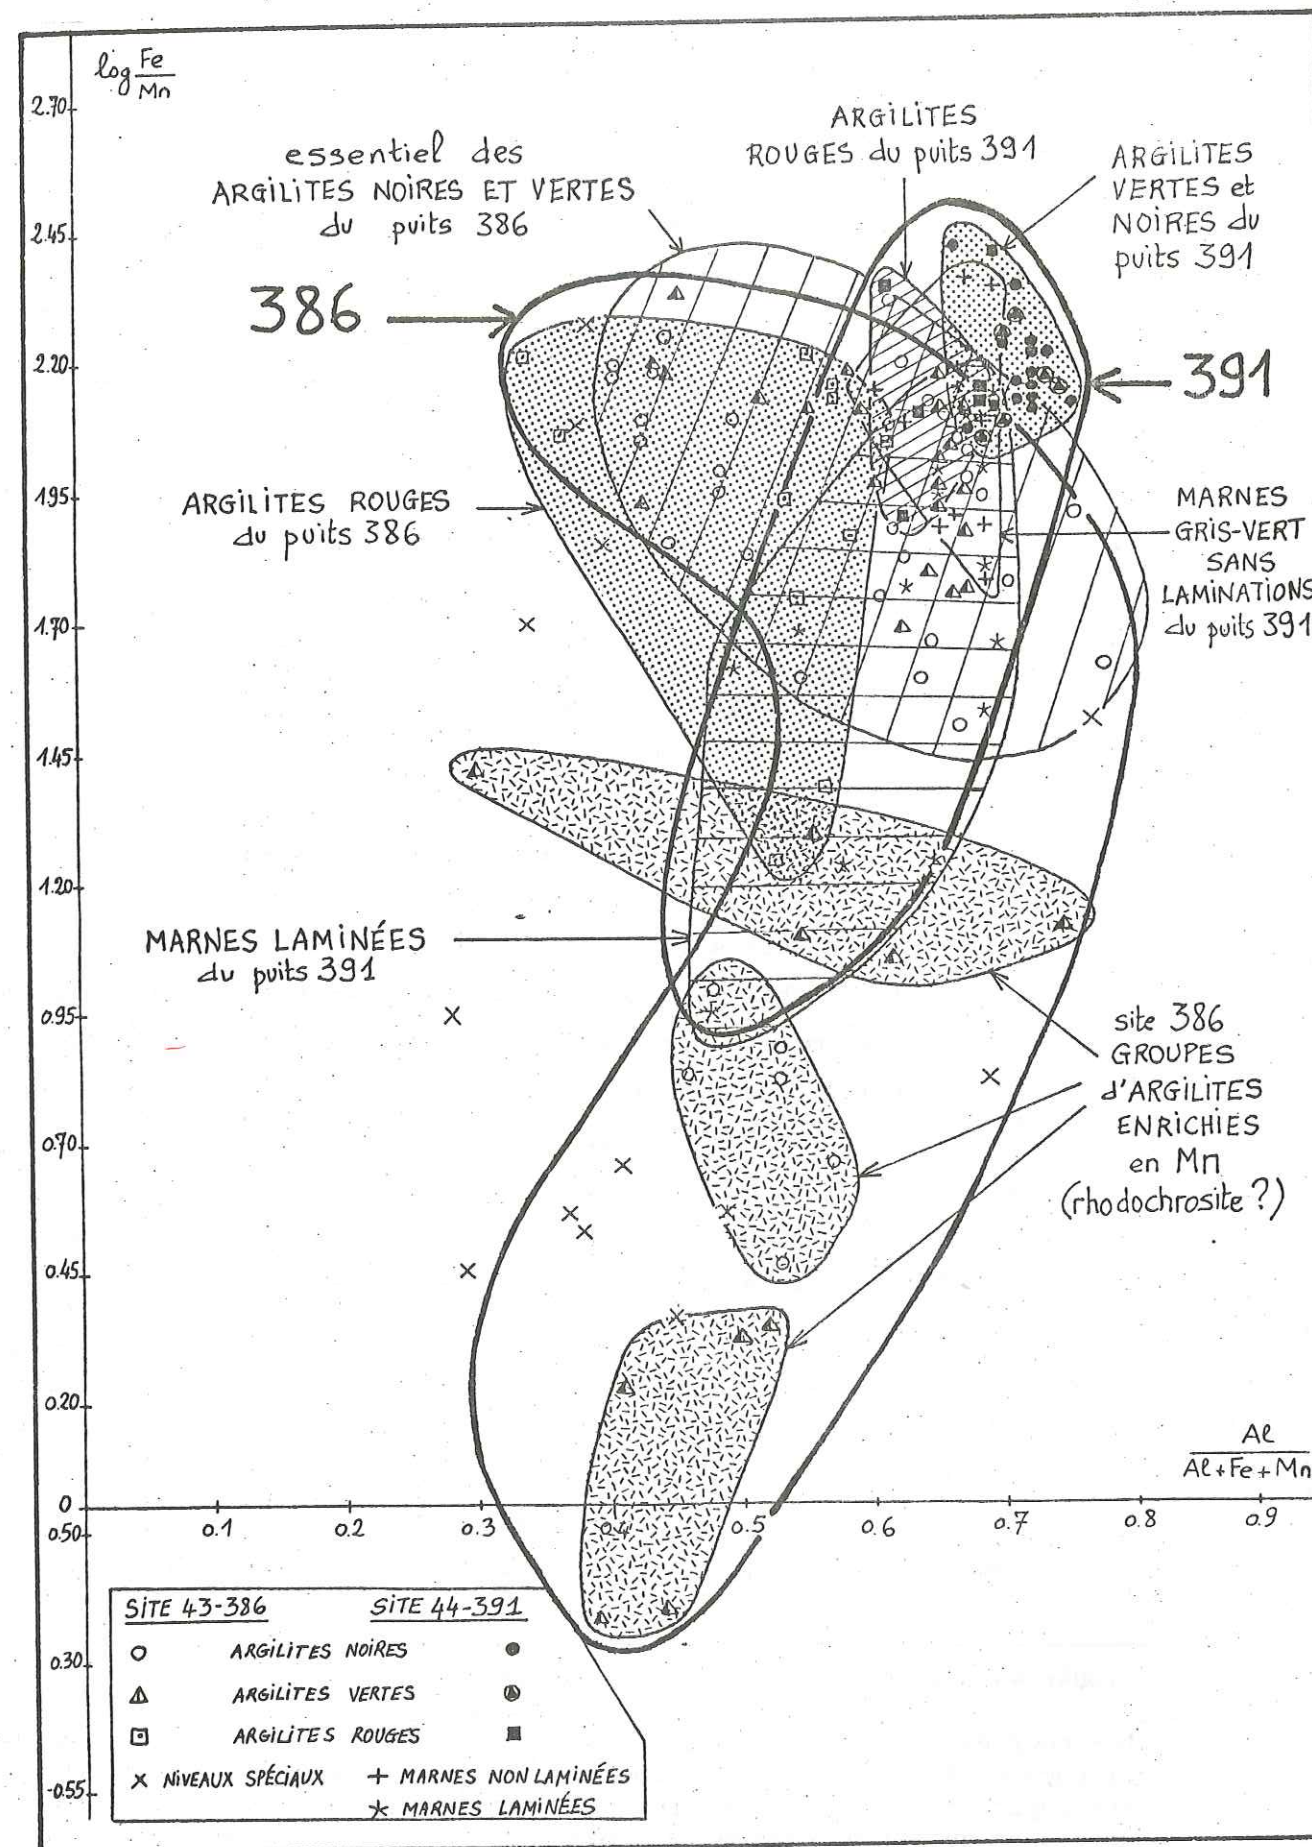 log Fe/Mn
2.70
2.45
2.20
1.95
1.70
1.45
1.20
0.95
0.70
0.45
0.20
0
0.50
0.30
-0.55
0.1
0.2
0.3
0.4
0.5
0.6
0.7
0.8
0.9
Al
Al+Fe+Mn
essentiel des
ARGILITES NOIRES ET VERTES
du puits 386
ARGILITES
ROUGES du puits 391
ARGILITES
VERTES et
NOIRES du
puits 391
386
391
ARGILITES ROUGES
du puits 386
MARNES
GRIS-VERT
SANS
LAMINATIONS
du puits 391
MARNES LAMINÉES
du puits 391
site 386
GROUPES
d'ARGILITES
ENRICHIES
en Mn
(rhodochrosite ?)
SITE 43-386 SITE 44-391
ARGILITES NOIRES
ARGILITES VERTES
ARGILITES ROUGES
x NIVEAUX SPÉCIAUX + MARNES NON LAMINÉES
* MARNES LAMINÉES